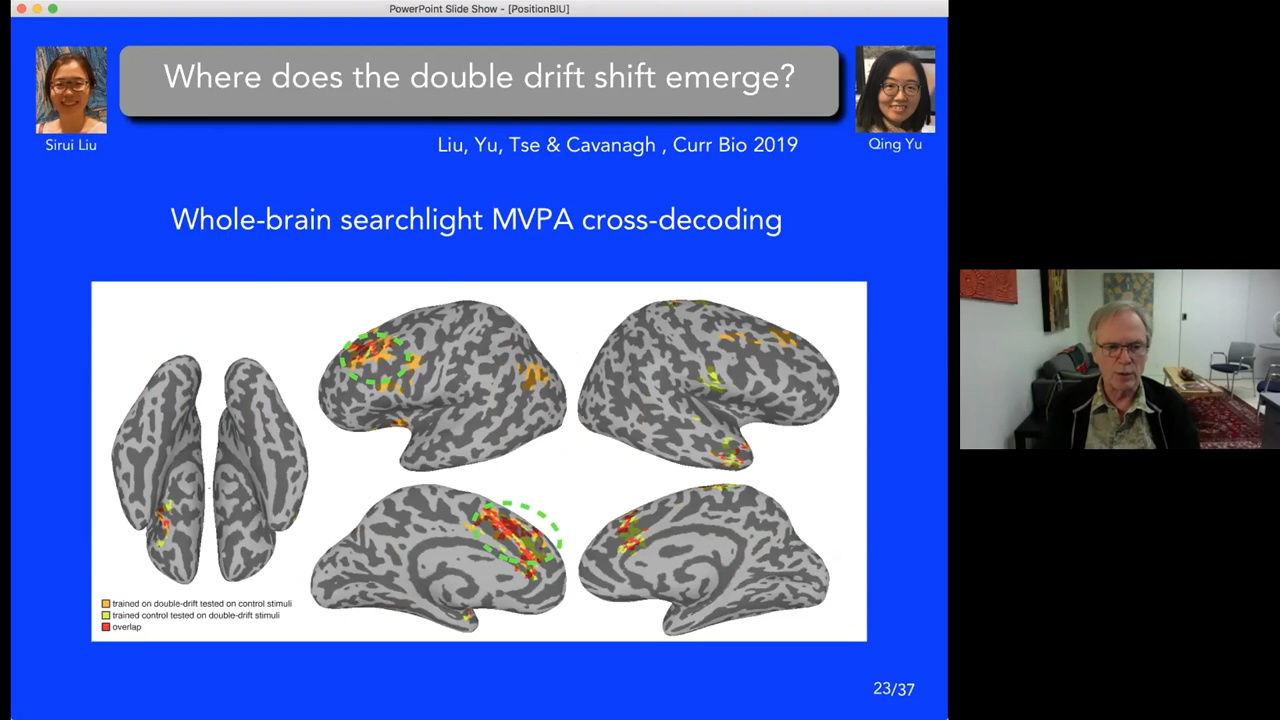 PowerPoint Slide Show - [PositionBIU]
Where does the double drift shift emerge?
Sirui Liu
Liu, Yu, Tse & Cavanagh , Curr Bio 2019
Qing Yu
Whole-brain searchlight MVPA cross-decoding
trained on double-drift tested on control stimuli
trained control tested on double-drift stimuli
overlap
23/37